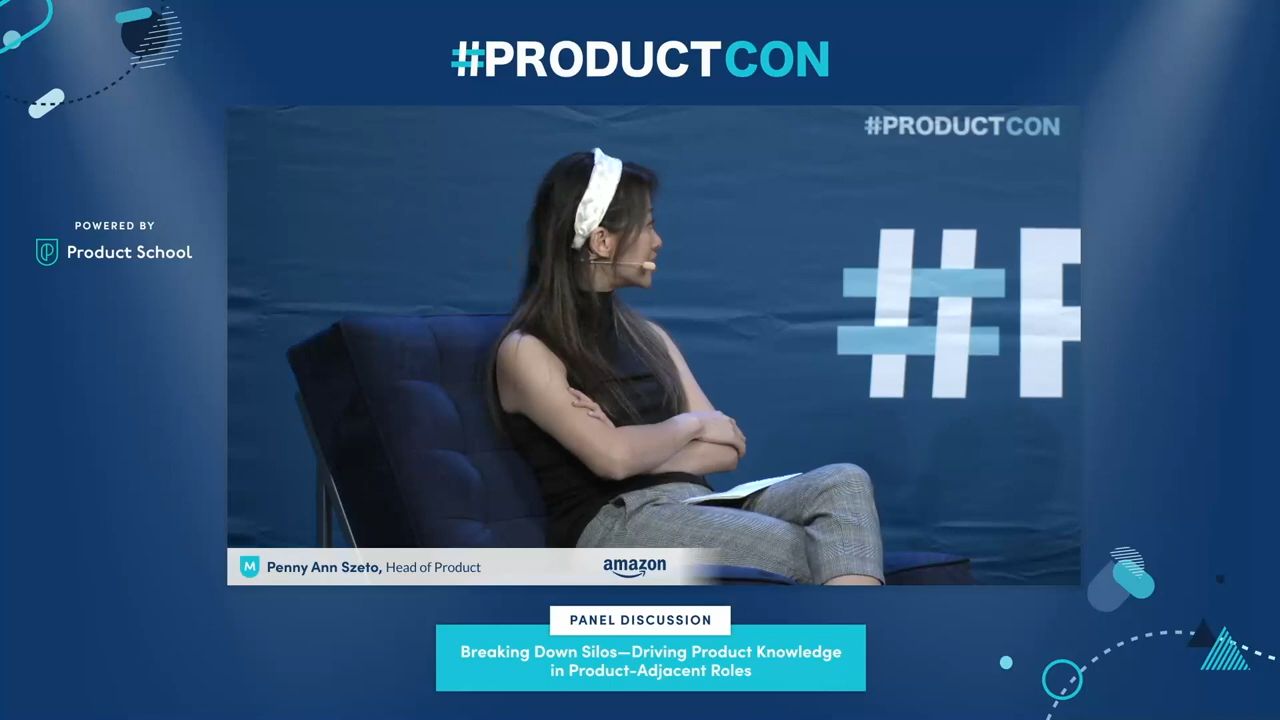 #PRODUCTCON
#PRODUCTCON
#P
POWERED BY
Product School
M Penny Ann Szeto, Head of Product
amazon
PANEL DISCUSSION
Breaking Down Silos—Driving Product Knowledge
in Product-Adjacent Roles